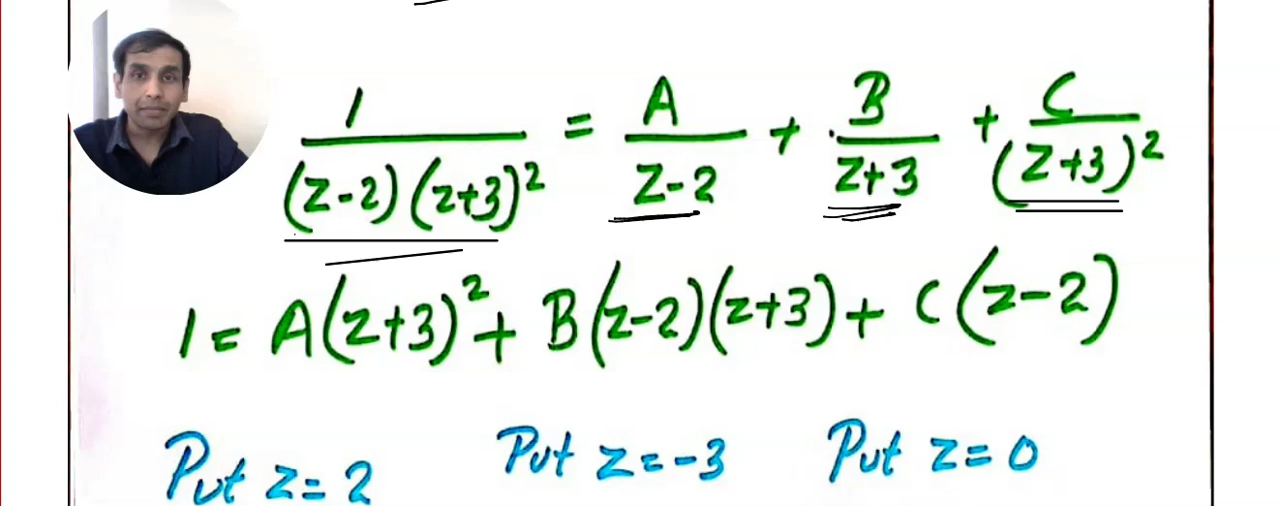 1/((z-2)(z+3)²) = A/(z-2) + B/(z+3) + C/(z+3)²
1 = A(z+3)² + B(z-2)(z+3) + C(z-2)
Put z = 2 Put z = -3 Put z = 0